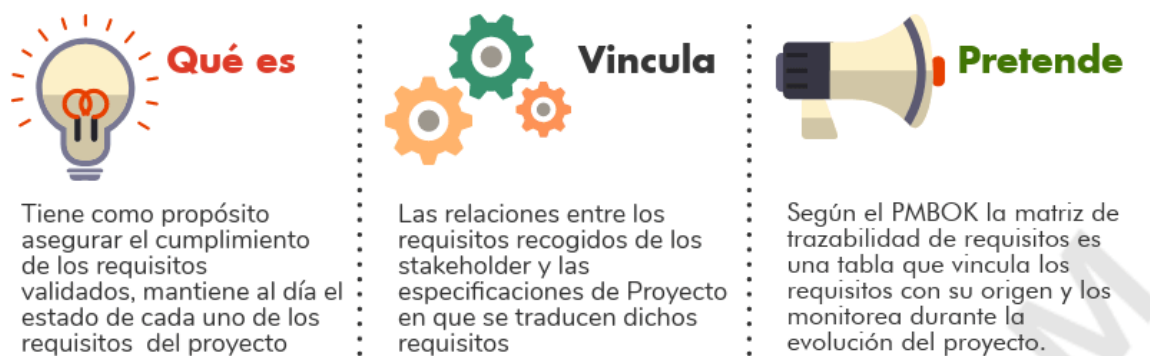 Qué es
Tiene como propósito
asegurar el cumplimiento
de los requisitos
validados, mantiene al día el
estado de cada uno de los
requisitos del proyecto
Vincula
Las relaciones entre los
requisitos recogidos de los
stakeholder y las
especificaciones de Proyecto
en que se traducen dichos
requisitos
Pretende
Según el PMBOK la matriz de
trazabilidad de requisitos es
una tabla que vincula los
requisitos con su origen y los
monitorea durante la
evolución del proyecto.